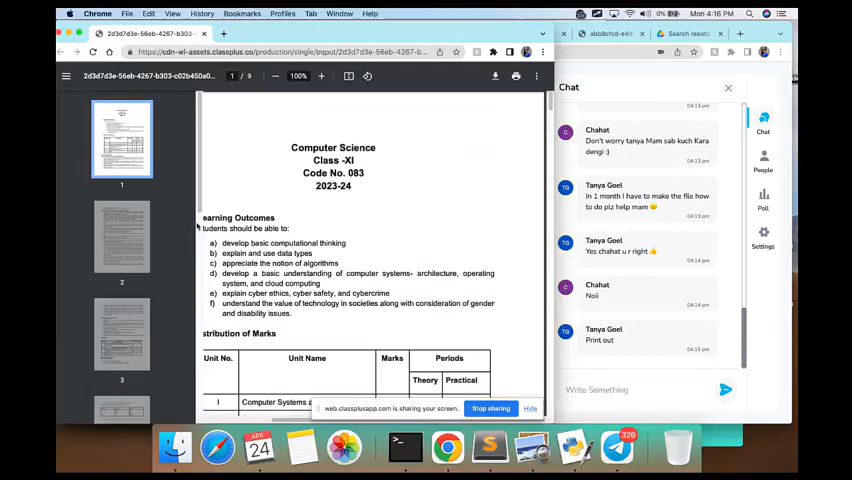 Chrome File Edit View History Bookmarks Profiles Tab Window Help
0% Mon 4:16 PM
2d3d7d3e-56eb-4267-b303-
abb8cfcd-e48
Search results
https://cdn-wl-assets.classplus.co/production/single/bqput/2d3d7d3e-56eb-4267-b6...
2d3d7d3e-56eb-4267-b303-c02b450a0...
1 / 9
100%
1
2
3
Computer Science
Class -XI
Code No. 083
2023-24
earning Outcomes
tudents should be able to:
a) develop basic computational thinking
b) explain and use data types
c) appreciate the notion of algorithms
d) develop a basic understanding of computer systems- architecture, operating
system, and cloud computing
e) explain cyber ethics, cyber safety, and cybercrime
f) understand the value of technology in societies along with consideration of gender
and disability issues.
stribution of Marks
Unit No. Unit Name Marks Periods
Theory Practical
I Computer Systems a
web.classplusapp.com is sharing your screen.
Stop sharing
Hide
Chat
04:13 pm
C
Chahat
Don't worry tanya Mam sab kuch Kara
dengi :)
04:13 pm
TG
Tanya Goel
In 1 month I have to make the file how
to do plz help mam 😊
04:13 pm
TG
Tanya Goel
Yes chahat u r right 👍
04:14 pm
C
Chahat
Noii
04:14 pm
TG
Tanya Goel
Print out
04:15 pm
Write Something
Chat
People
Poll
Settings
APR
24
326